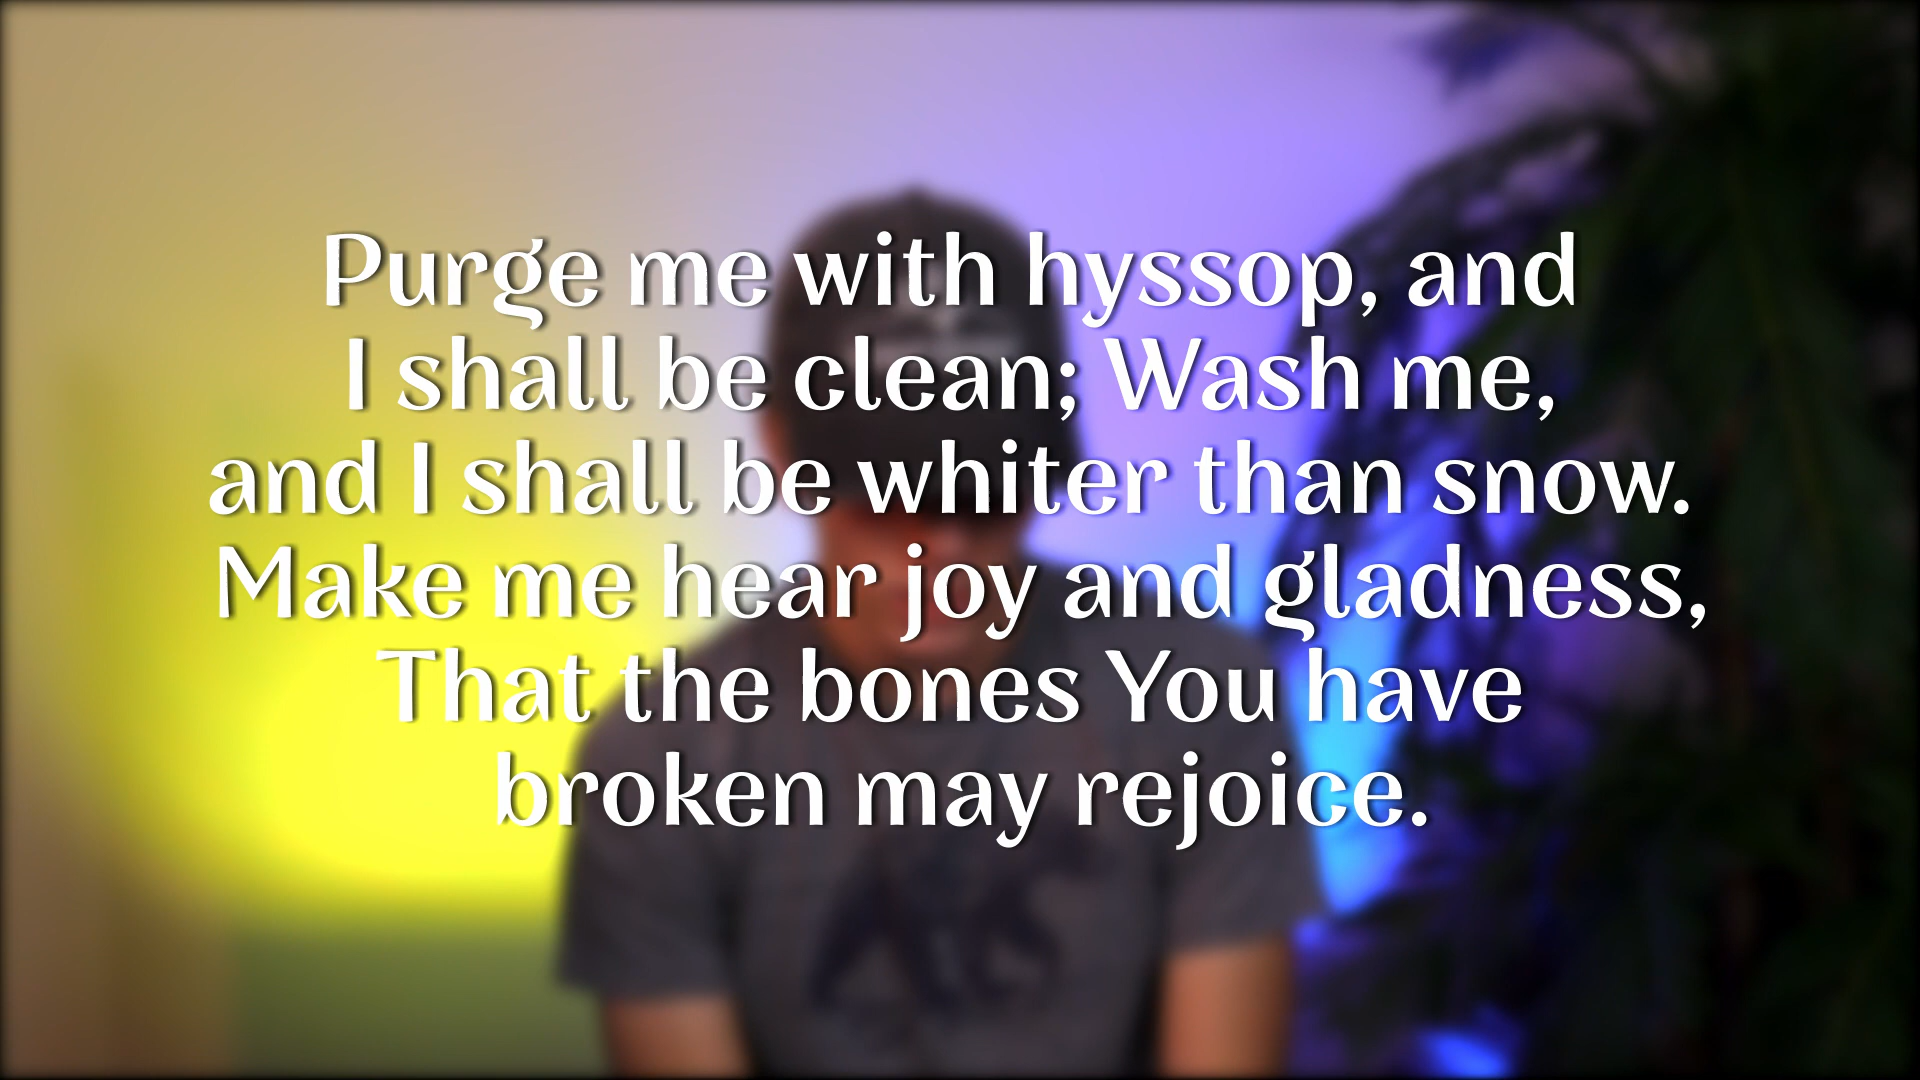 Purge me with hyssop, and
I shall be clean; Wash me,
and I shall be whiter than snow.
Make me hear joy and gladness,
That the bones You have
broken may rejoice.